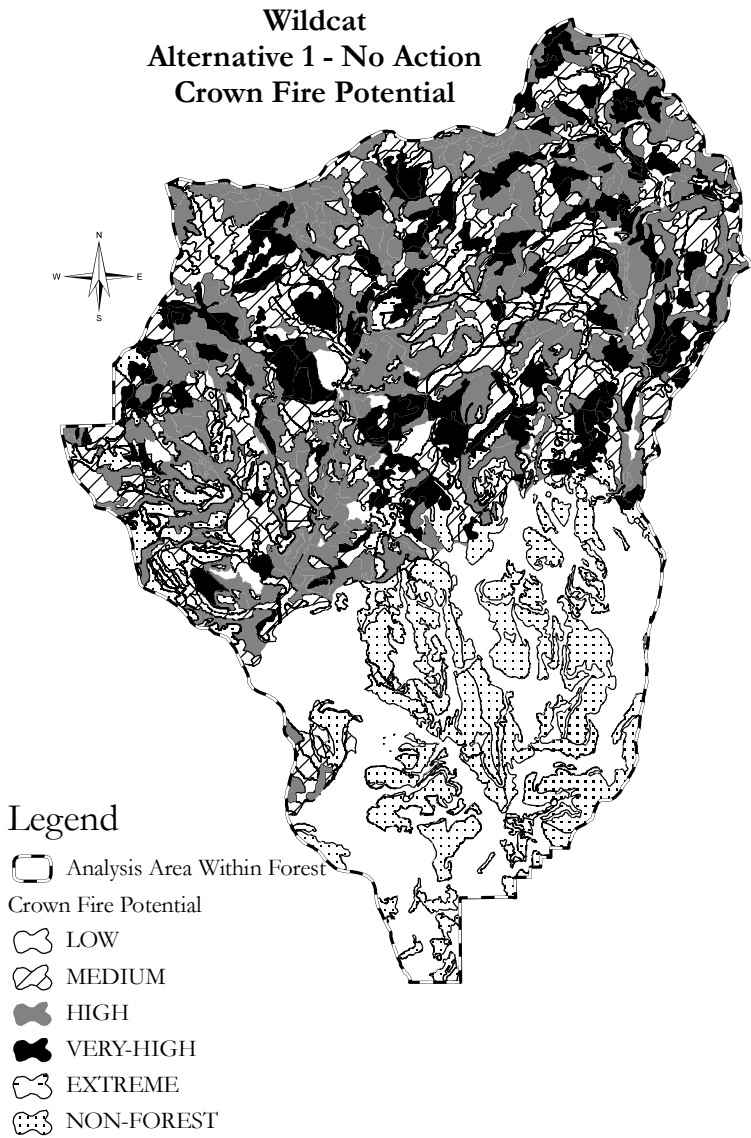 Wildcat
Alternative 1 - No Action
Crown Fire Potential
N
W E
S
Legend
Analysis Area Within Forest
Crown Fire Potential
LOW
MEDIUM
HIGH
VERY-HIGH
EXTREME
NON-FOREST